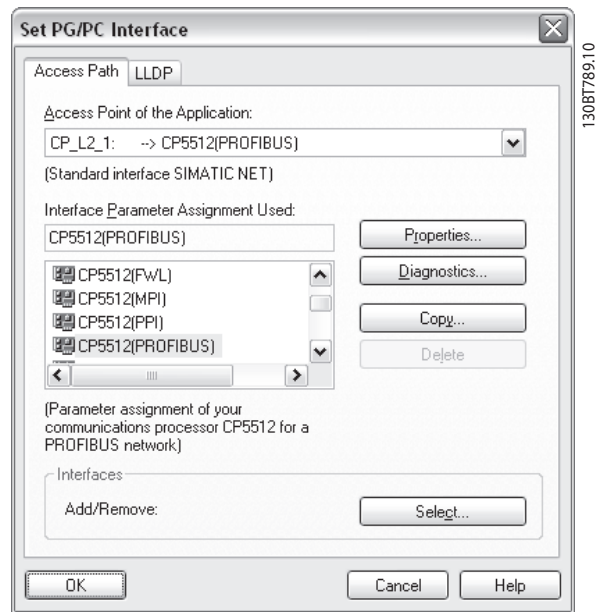 Set PG/PC Interface
130BT789.10
Access Path LLDP
Access Point of the Application:
CP_L2_1: --> CP5512(PROFIBUS)
(Standard interface SIMATIC NET)
Interface Parameter Assignment Used:
CP5512(PROFIBUS)
Properties...
CP5512(FWL)
Diagnostics...
CP5512(MPI)
CP5512(PPI)
Copy...
CP5512(PROFIBUS)
Delete
(Parameter assignment of your
communications processor CP5512 for a
PROFIBUS network)
Interfaces
Add/Remove:
Select...
OK
Cancel
Help